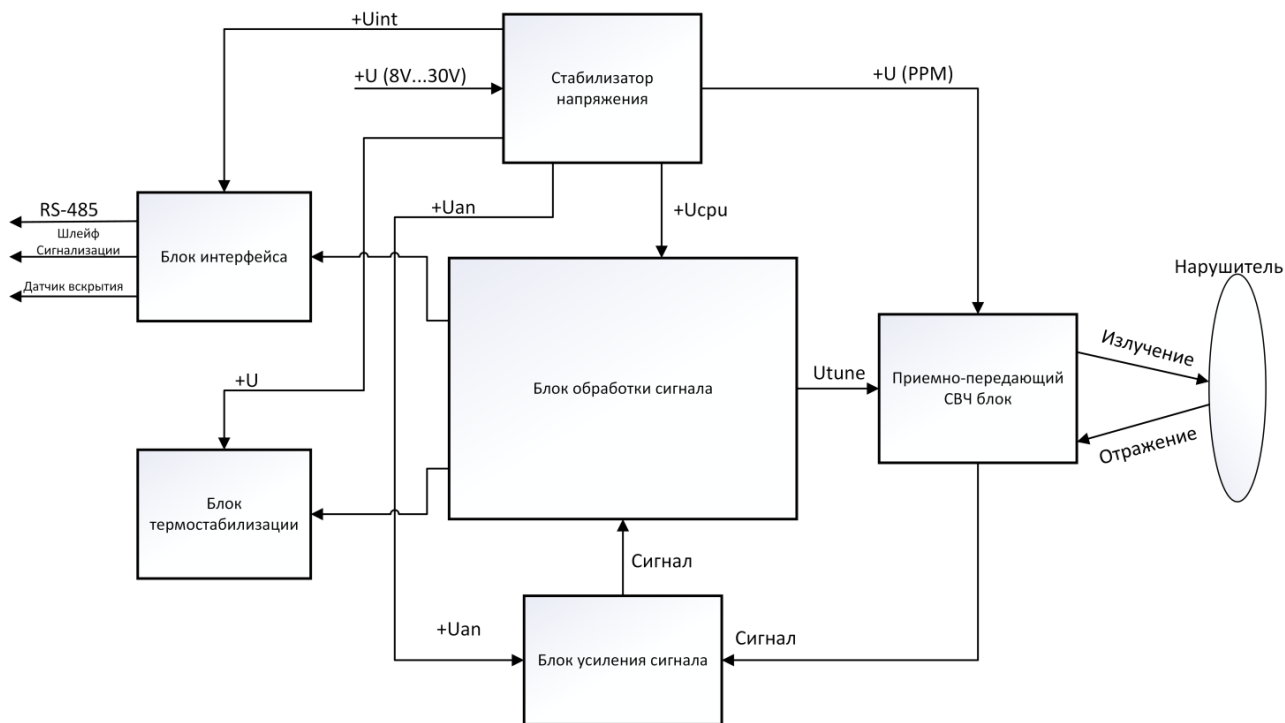 +Uint
+U (8V...30V)
Стабилизатор
напряжения
+U (PPM)
RS-485
Шлейф
Сигнализации
Датчик вскрытия
Блок интерфейса
+Uan
+Ucpu
Нарушитель
Излучение
+U
Блок обработки сигнала
Utune
Приемно-передающий
СВЧ блок
Отражение
Блок
термостабилизации
Сигнал
+Uan
Блок усиления сигнала
Сигнал